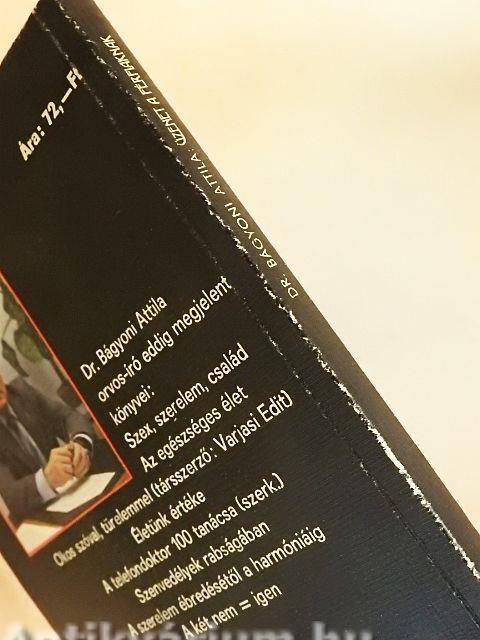 DR. BÁGYONI ATTILA: ÜZENET A FÉRFIAKNAK
Ára: 72,—Ft
Dr. Bágyoni Attila
orvos-író eddig megjelent
könyvei:
Szex, szerelem, család
Az egészséges élet
Okos szóval, türelemmel (társszerző: Varjasi Edit)
Életünk értéke
A telefondoktor 100 tanácsa (szerk.)
Szenvedélyek rabságában
A szerelem ébredésétől a harmóniáig
A két nem = igen